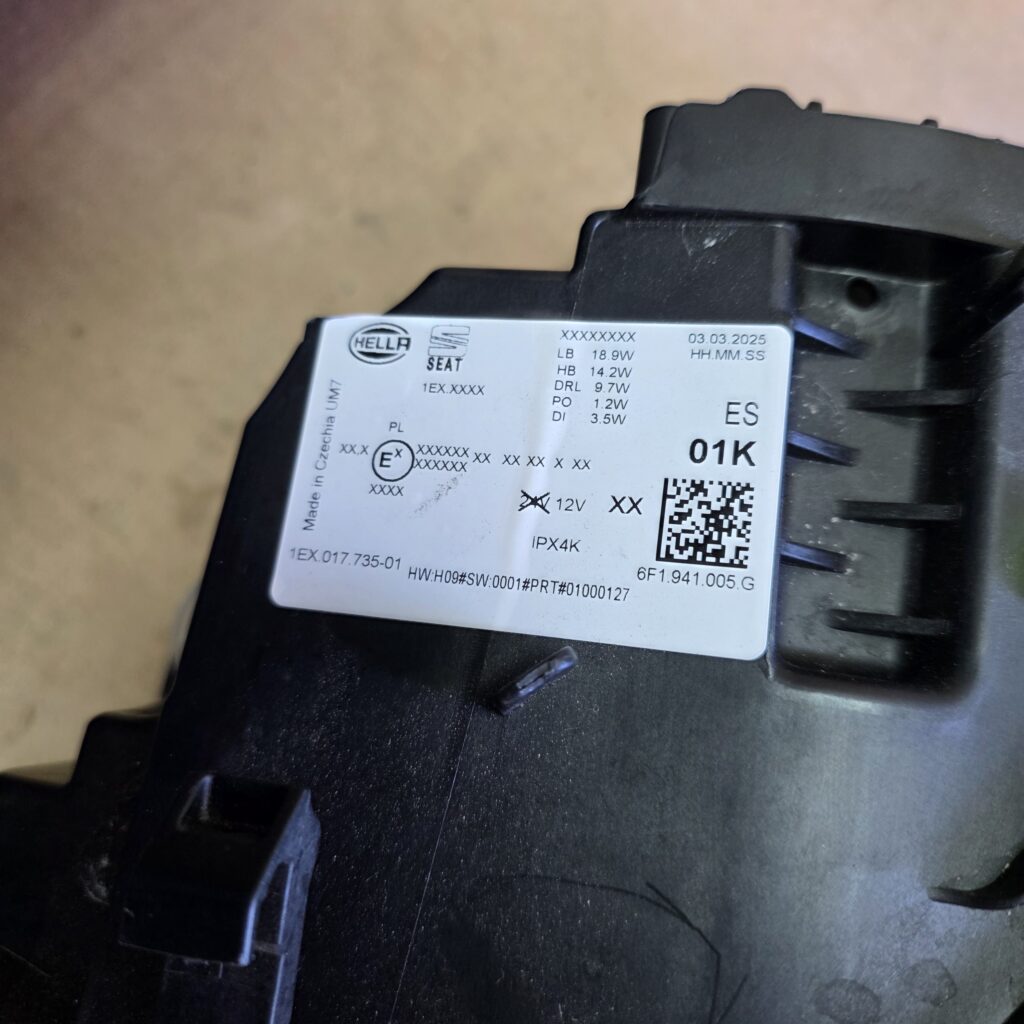 HELLA
SEAT
1EX.XXXX
XXXXXXXX
LB 18.9W
HB 14.2W
DRL 9.7W
PO 1.2W
DI 3.5W
03.03.2025
HH.MM.SS
Made in Czechia UM7
PL
XX.X
EX
XXXX
XXXXXX XX XX XX X XX
XXXXXX
ES
01K
12V
XX
IPX4K
1EX.017.735-01
HW:H09#SW:0001#PRT#01000127
6F1.941.005.G